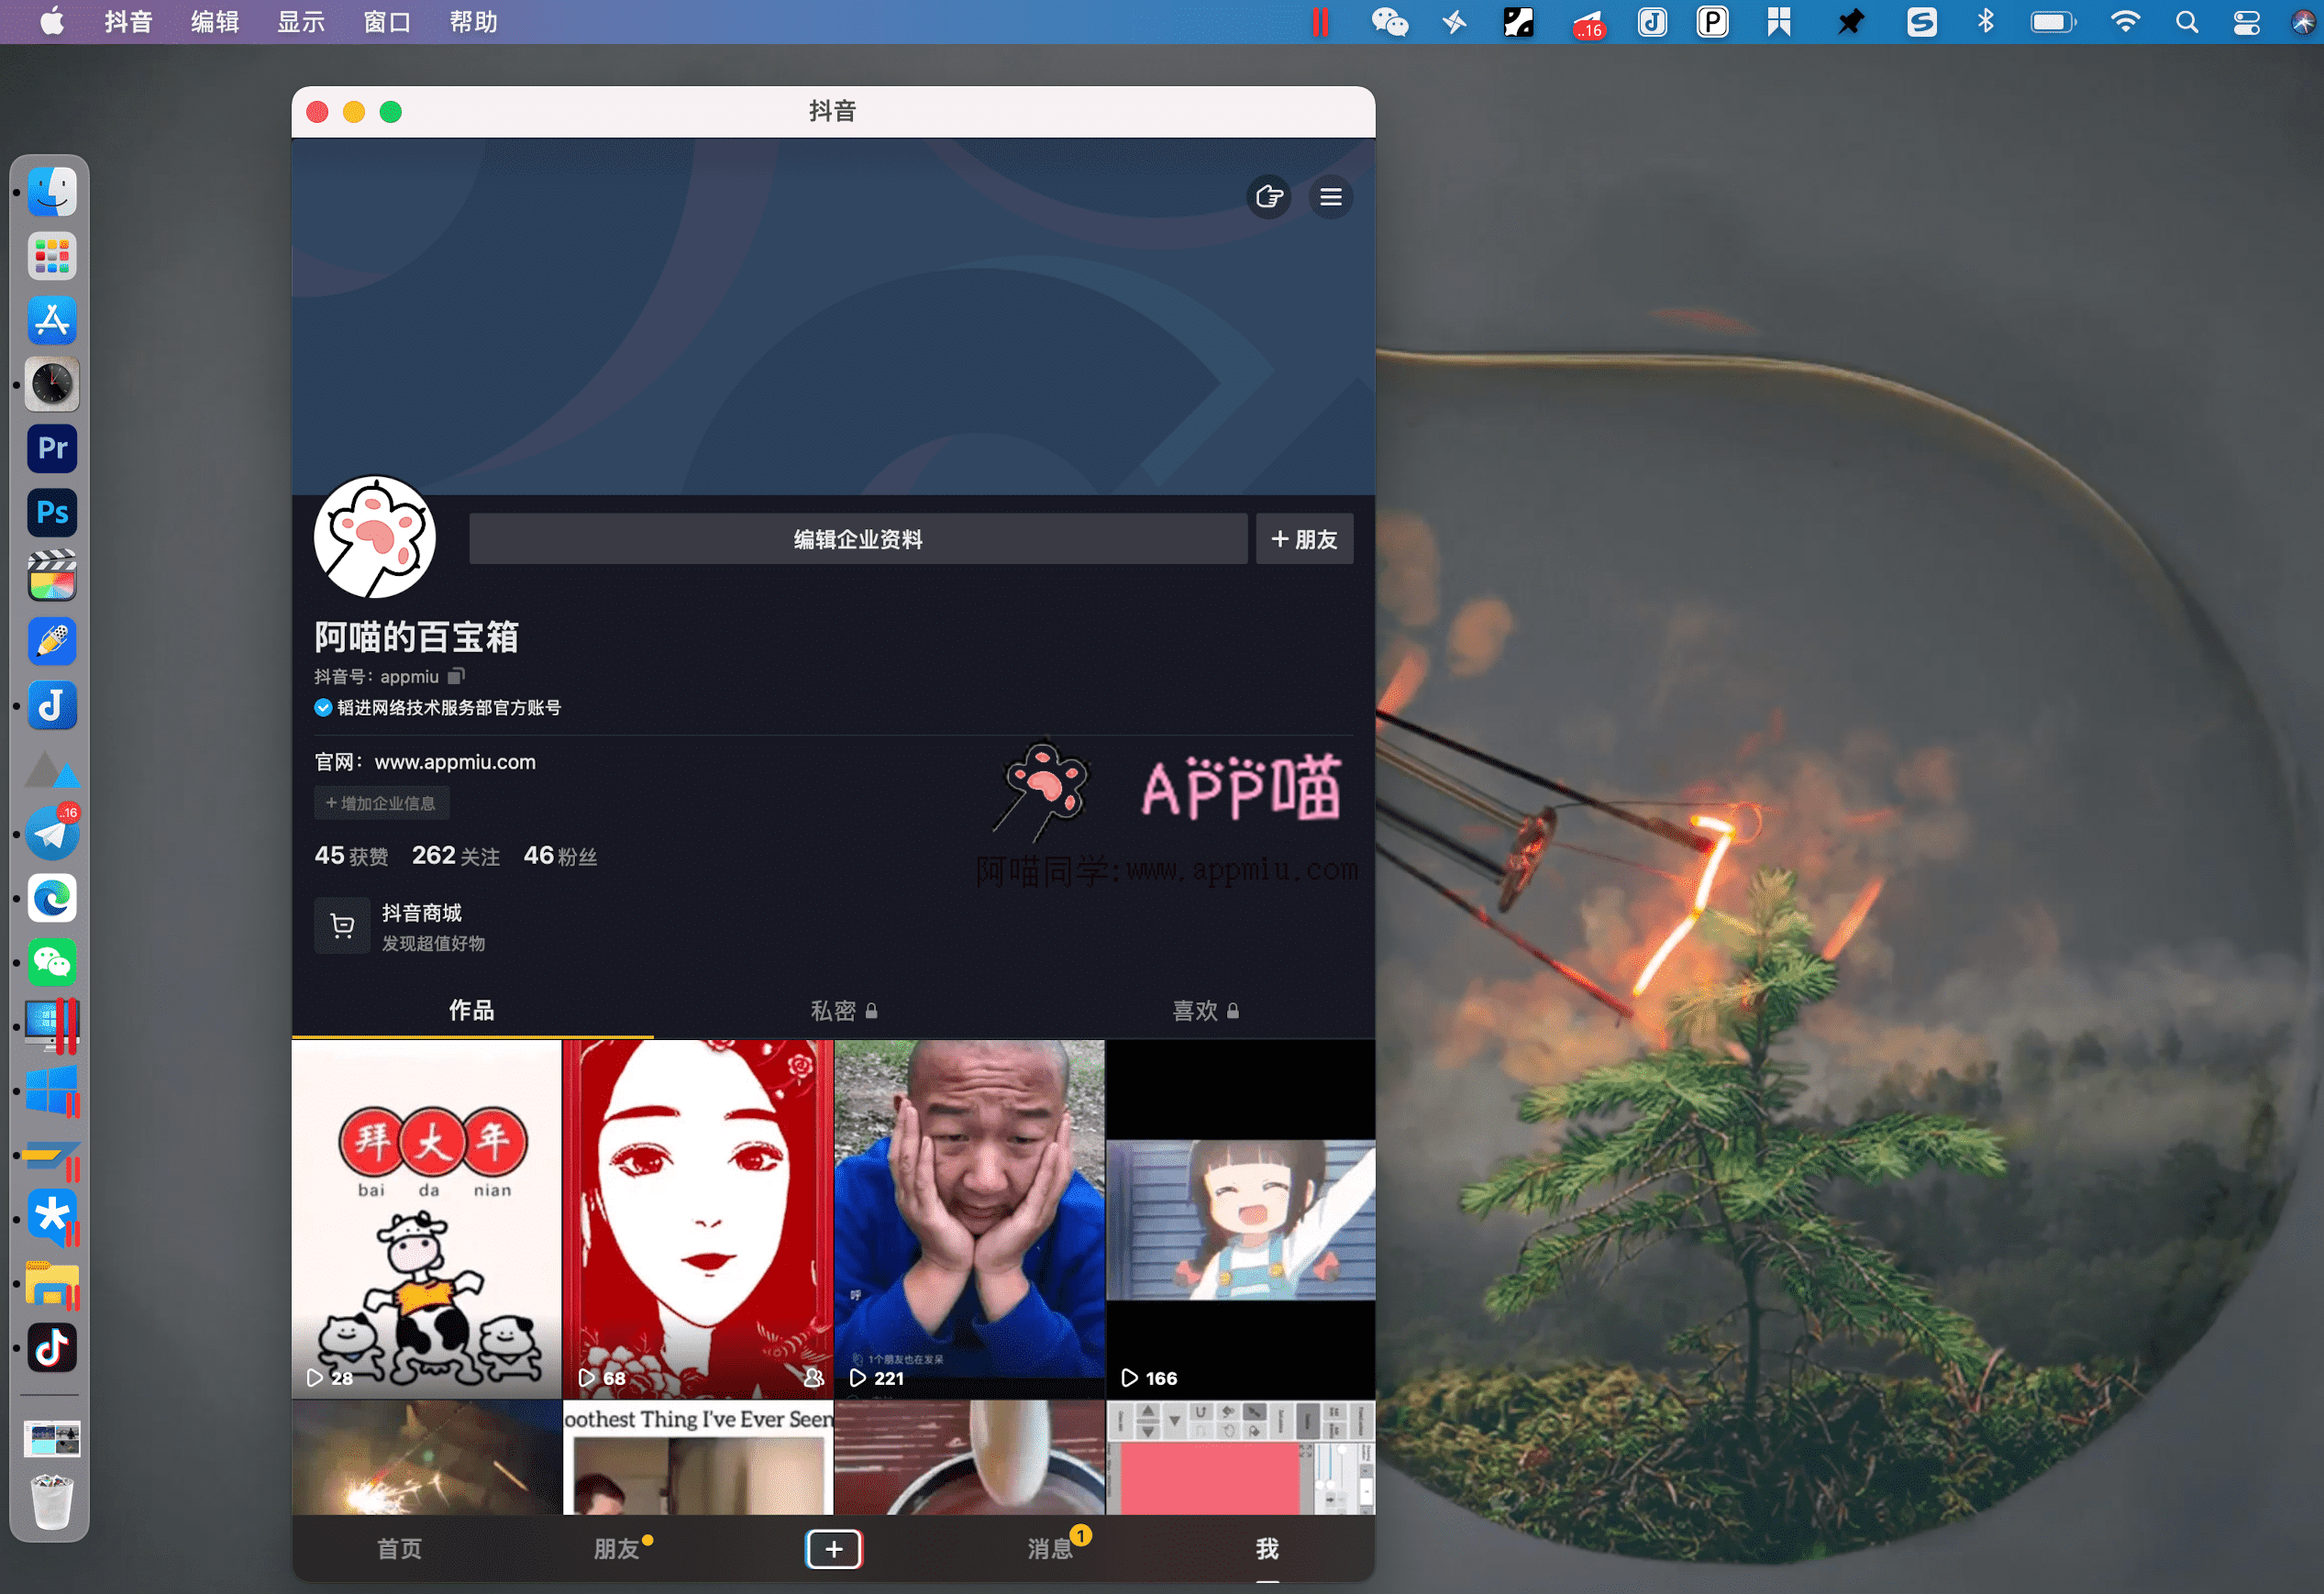 抖音 编辑 显示 窗口 帮助
..16
抖音
Pr
Ps
..16
编辑企业资料
+ 朋友
阿喵的百宝箱
抖音号：appmiu
韬进网络技术服务部官方账号
官网：www.appmiu.com
+ 增加企业信息
APP喵
阿喵同学:www.appmiu.com
45 获赞 262 关注 46 粉丝
抖音商城
发现超值好物
作品 私密 喜欢
拜大年
bai da nian
28
68
呼
1个朋友也在发呆
221
166
oothest Thing I've Ever Seen
首页 朋友 + 消息 1 我